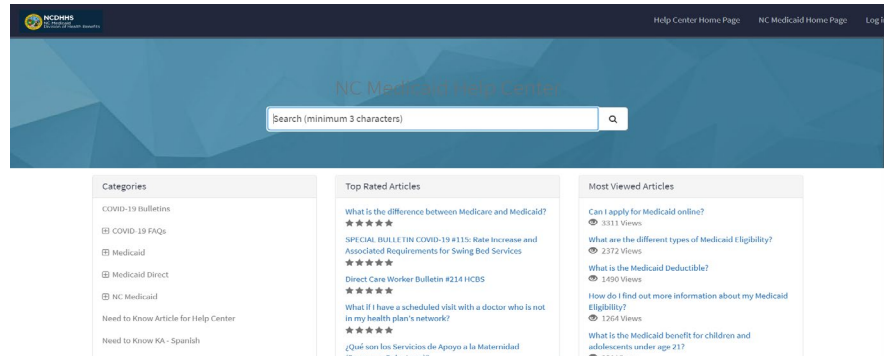 NCDHHS
NC Medicaid
Division of Health Benefits
Help Center Home Page
NC Medicaid Home Page
Log i
NC Medicaid Help Center
Search (minimum 3 characters)
Categories
COVID-19 Bulletins
COVID-19 FAQs
Medicaid
Medicaid Direct
NC Medicaid
Need to Know Article for Help Center
Need to Know KA - Spanish
Top Rated Articles
What is the difference between Medicare and Medicaid?
SPECIAL BULLETIN COVID-19 #115: Rate Increase and
Associated Requirements for Swing Bed Services
Direct Care Worker Bulletin #214 HCBS
What if I have a scheduled visit with a doctor who is not
in my health plan's network?
¿Qué son los Servicios de Apoyo a la Maternidad
Most Viewed Articles
Can I apply for Medicaid online?
3311 Views
What are the different types of Medicaid Eligibility?
2372 Views
What is the Medicaid Deductible?
1490 Views
How do I find out more information about my Medicaid
Eligibility?
1264 Views
What is the Medicaid benefit for children and
adolescents under age 21?